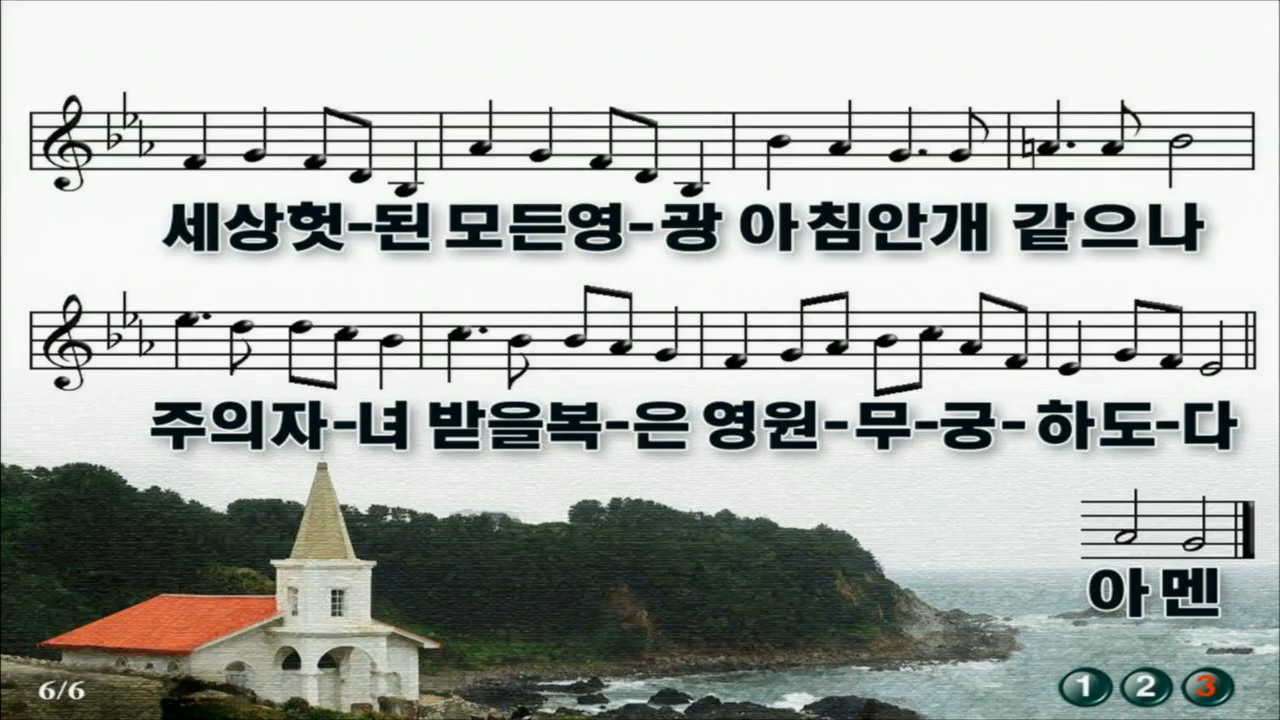 세상헛-된 모든영-광 아침안개 같으나
주의자-녀 받을복-은 영원-무-궁-하도-다
아멘
6/6
1 2 3